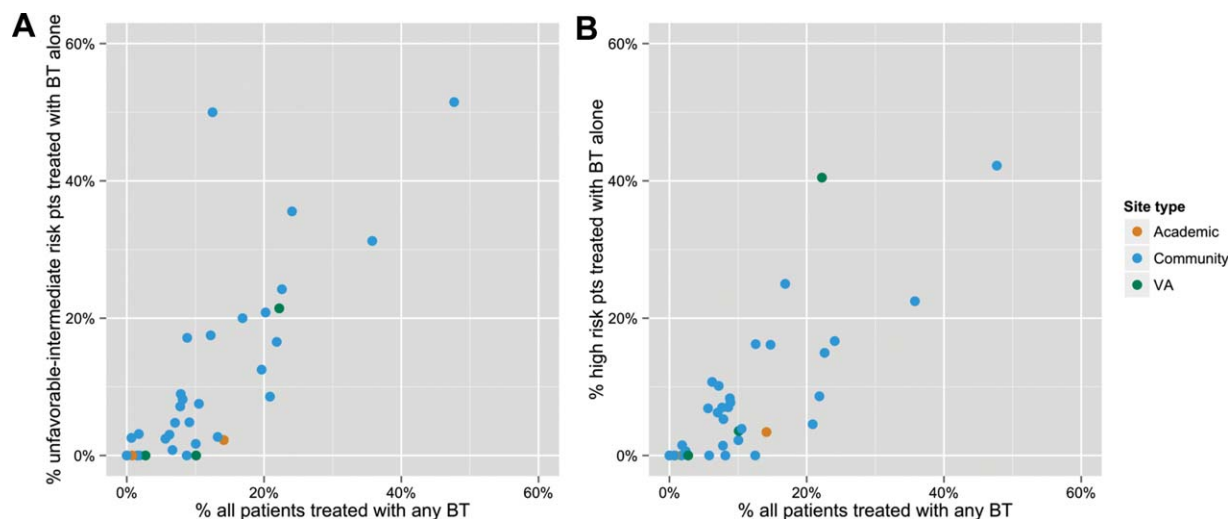 A
% unfavorable-intermediate risk pts treated with BT alone
60%
40%
20%
0%
0%
20%
40%
60%
% all patients treated with any BT
B
% high risk pts treated with BT alone
60%
40%
20%
0%
0%
20%
40%
60%
% all patients treated with any BT
Site type
Academic
Community
VA